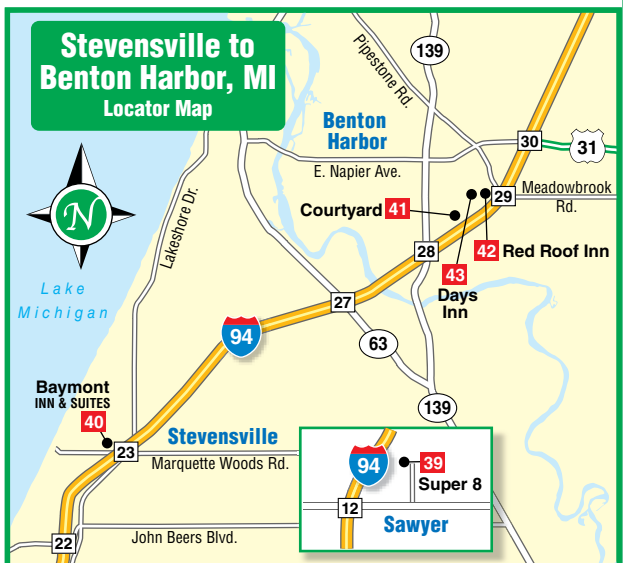 Stevensville to
Benton Harbor, MI
Locator Map
139
Pipestone Rd.
Benton
Harbor
30
31
E. Napier Ave.
Meadowbrook
Rd.
29
Courtyard 41
42 Red Roof Inn
43
Days
Inn
28
N
Lakeshore Dr.
Lake
Michigan
27
94
63
139
Baymont
INN & SUITES
40
23
Stevensville
Marquette Woods Rd.
94
39
Super 8
12
Sawyer
22
John Beers Blvd.